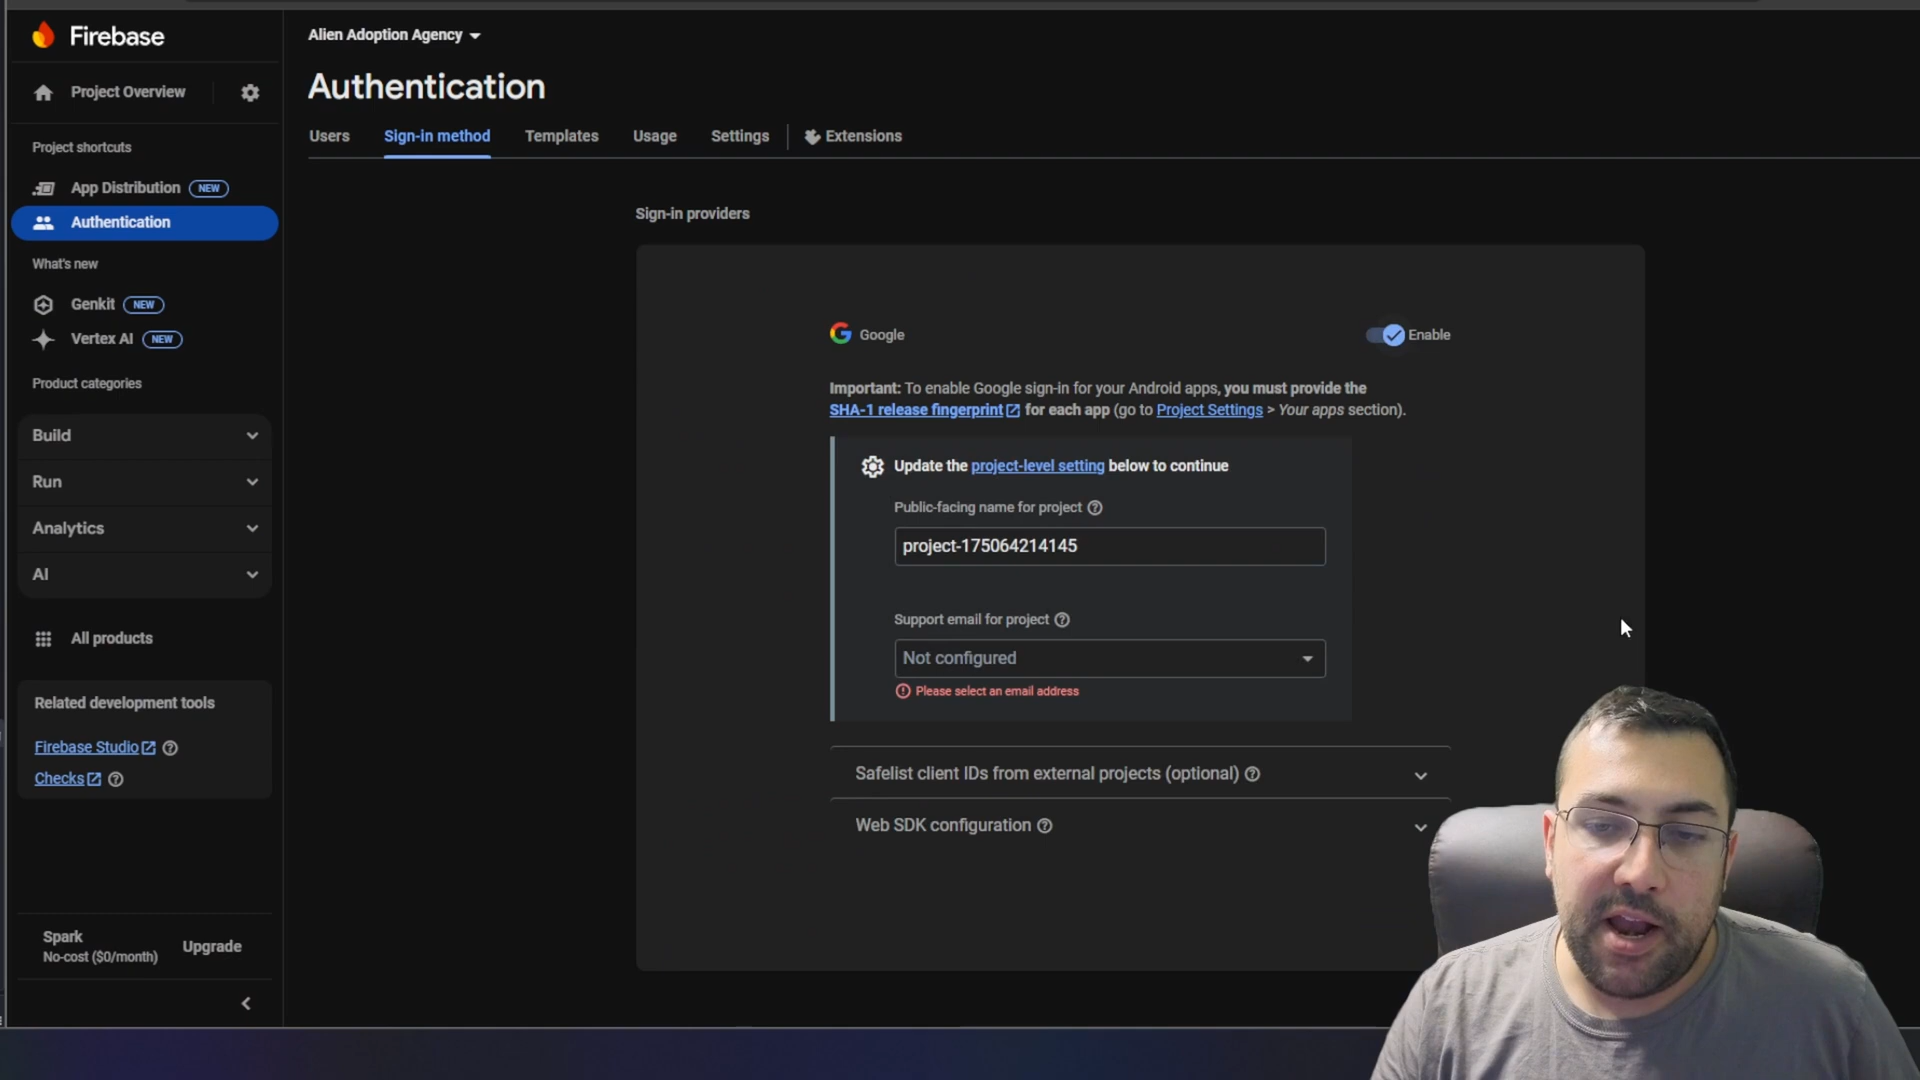 Firebase
Alien Adoption Agency
Project Overview
Authentication
Users
Sign-in method
Templates
Usage
Settings
Extensions
Project shortcuts
App Distribution NEW
Authentication
What's new
Genkit NEW
Vertex AI NEW
Product categories
Build
Run
Analytics
AI
All products
Related development tools
Firebase Studio
Checks
Spark
No-cost ($0/month)
Upgrade
Sign-in providers
Google
Enable
Important: To enable Google sign-in for your Android apps, you must provide the
SHA-1 release fingerprint for each app (go to Project Settings > Your apps section).
Update the project-level setting below to continue
Public-facing name for project
project-175064214145
Support email for project
Not configured
Please select an email address
Safelist client IDs from external projects (optional)
Web SDK configuration